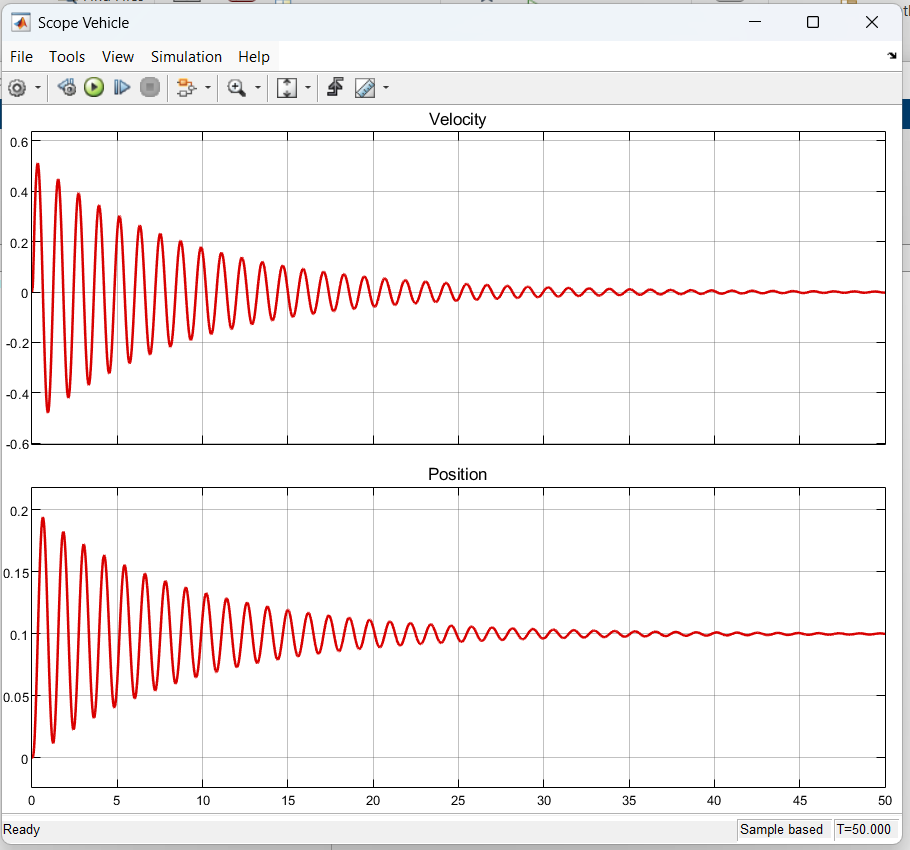 Scope Vehicle
File Tools View Simulation Help
Velocity
0.6
0.4
0.2
0
-0.2
-0.4
-0.6
Position
0.2
0.15
0.1
0.05
0
0 5 10 15 20 25 30 35 40 45 50
Ready Sample based T=50.000